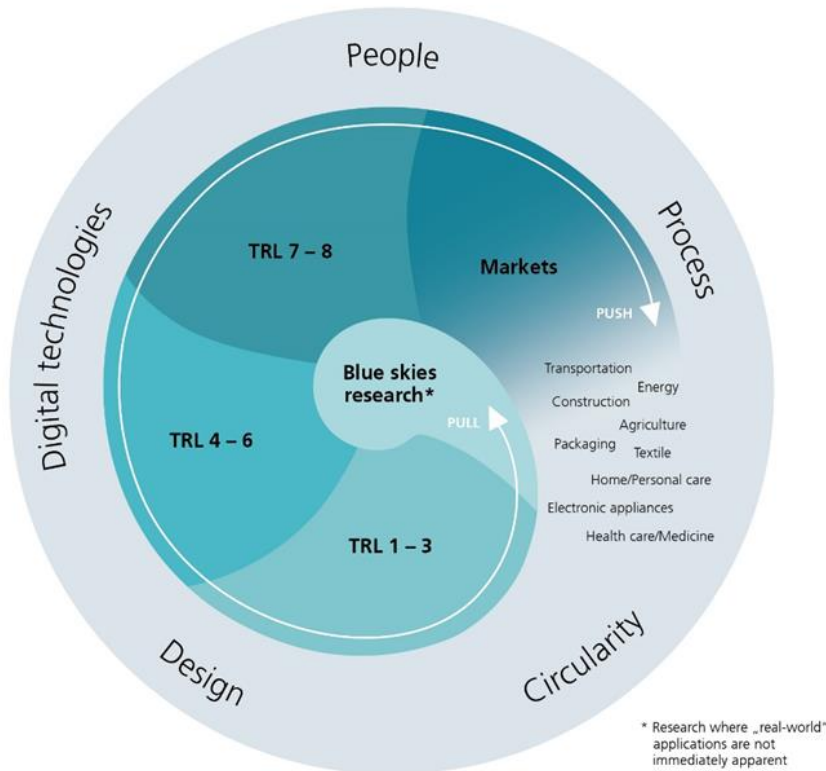 People
Digital technologies
Process
TRL 7 – 8
Markets
PUSH
Blue skies
research*
Transportation
Energy
Construction
Agriculture
PULL
Packaging
Textile
TRL 4 – 6
Home/Personal care
Electronic appliances
TRL 1 – 3
Health care/Medicine
Design
Circularity
* Research where „real-world“
applications are not
immediately apparent